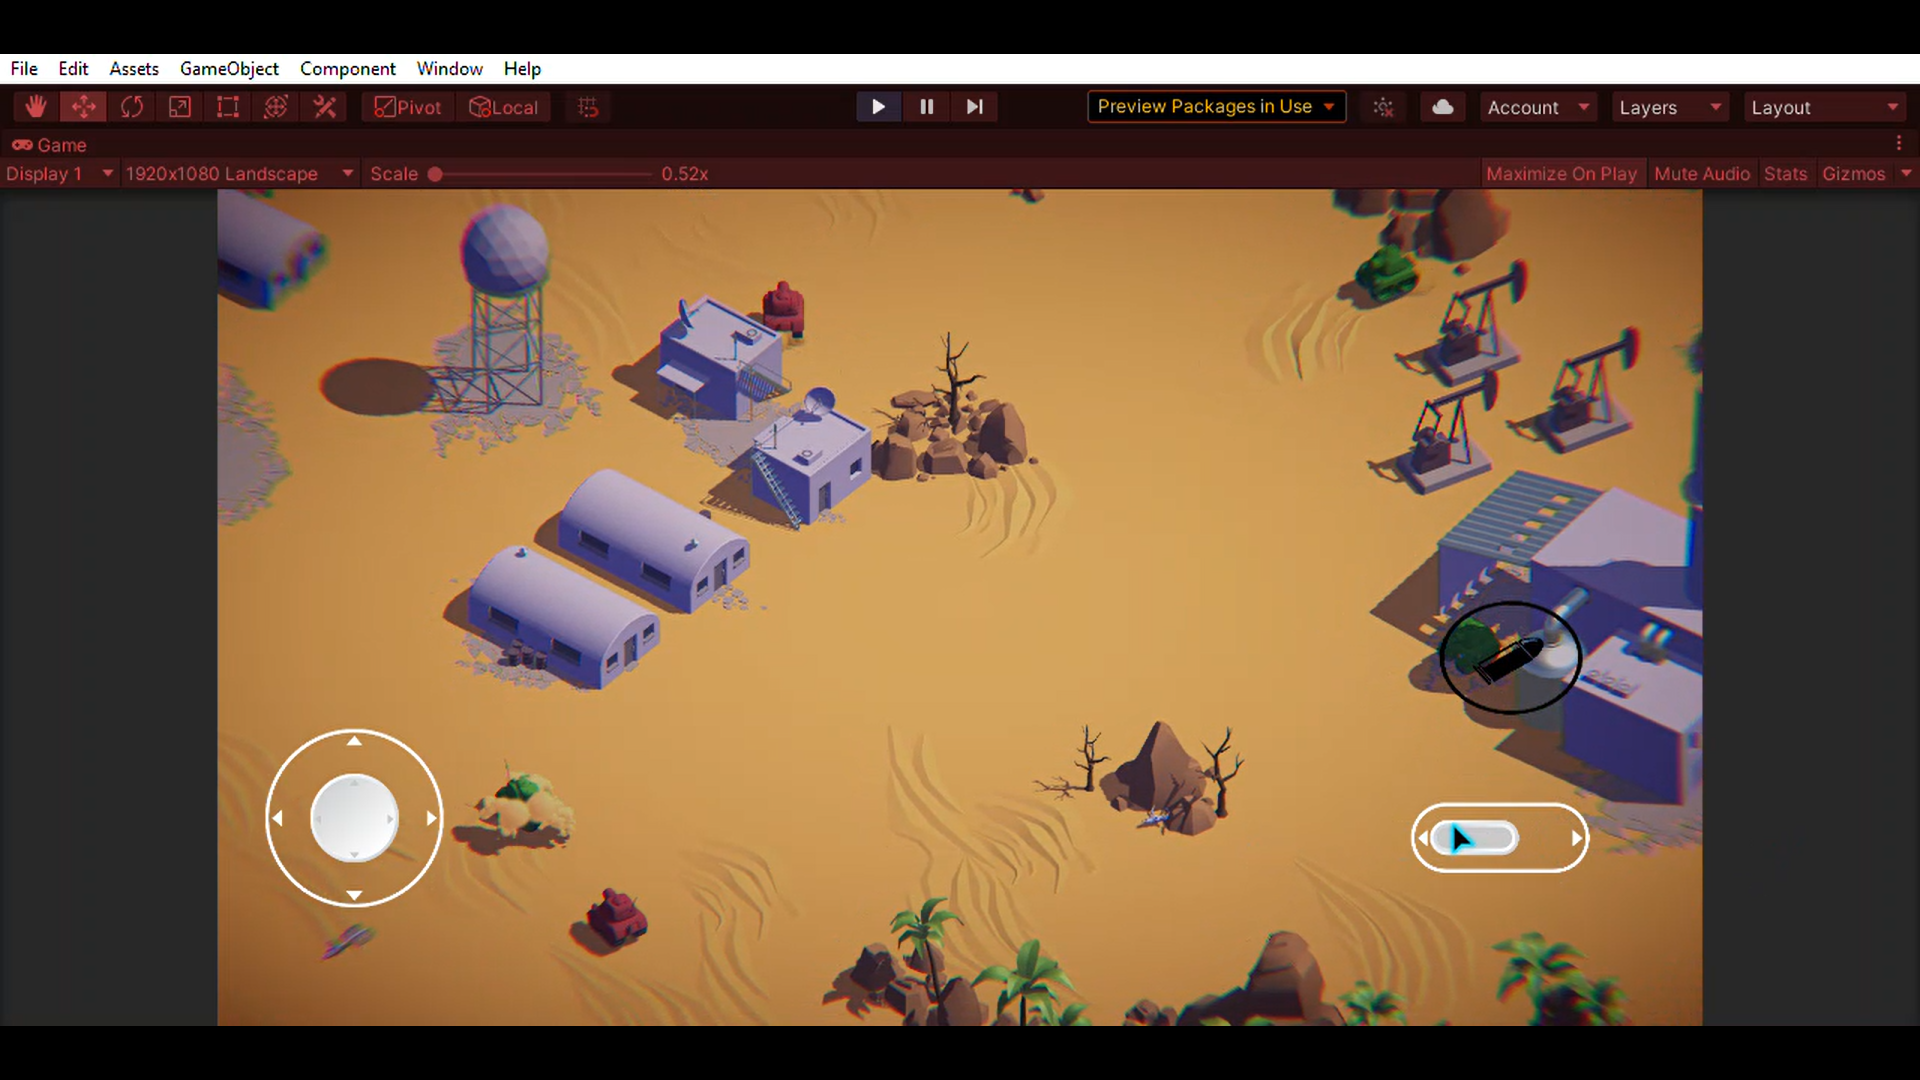 File Edit Assets GameObject Component Window Help
Pivot Local Preview Packages in Use Account Layers Layout
Game
Display 1 1920x1080 Landscape Scale 0.52x Maximize On Play Mute Audio Stats Gizmos